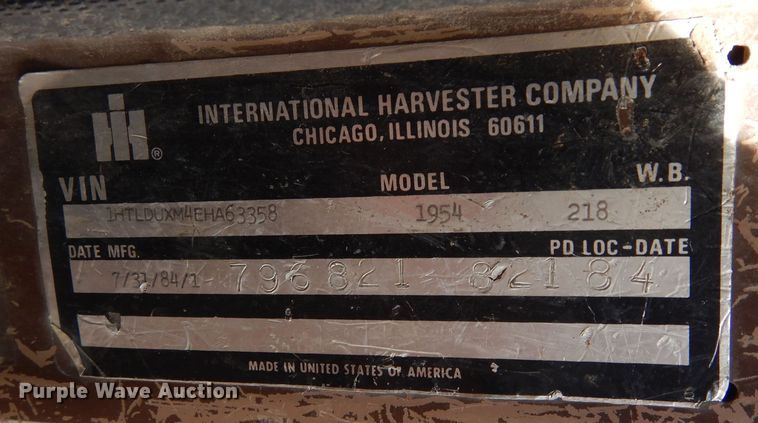 INTERNATIONAL HARVESTER COMPANY
CHICAGO, ILLINOIS 60611
IH®
VIN MODEL W.B.
1HTLDUXM4EHA63358 1954 218
DATE MFG. PD LOC-DATE
7/31/84/1 796821 82184
MADE IN UNITED STATES OF AMERICA
Purple Wave Auction